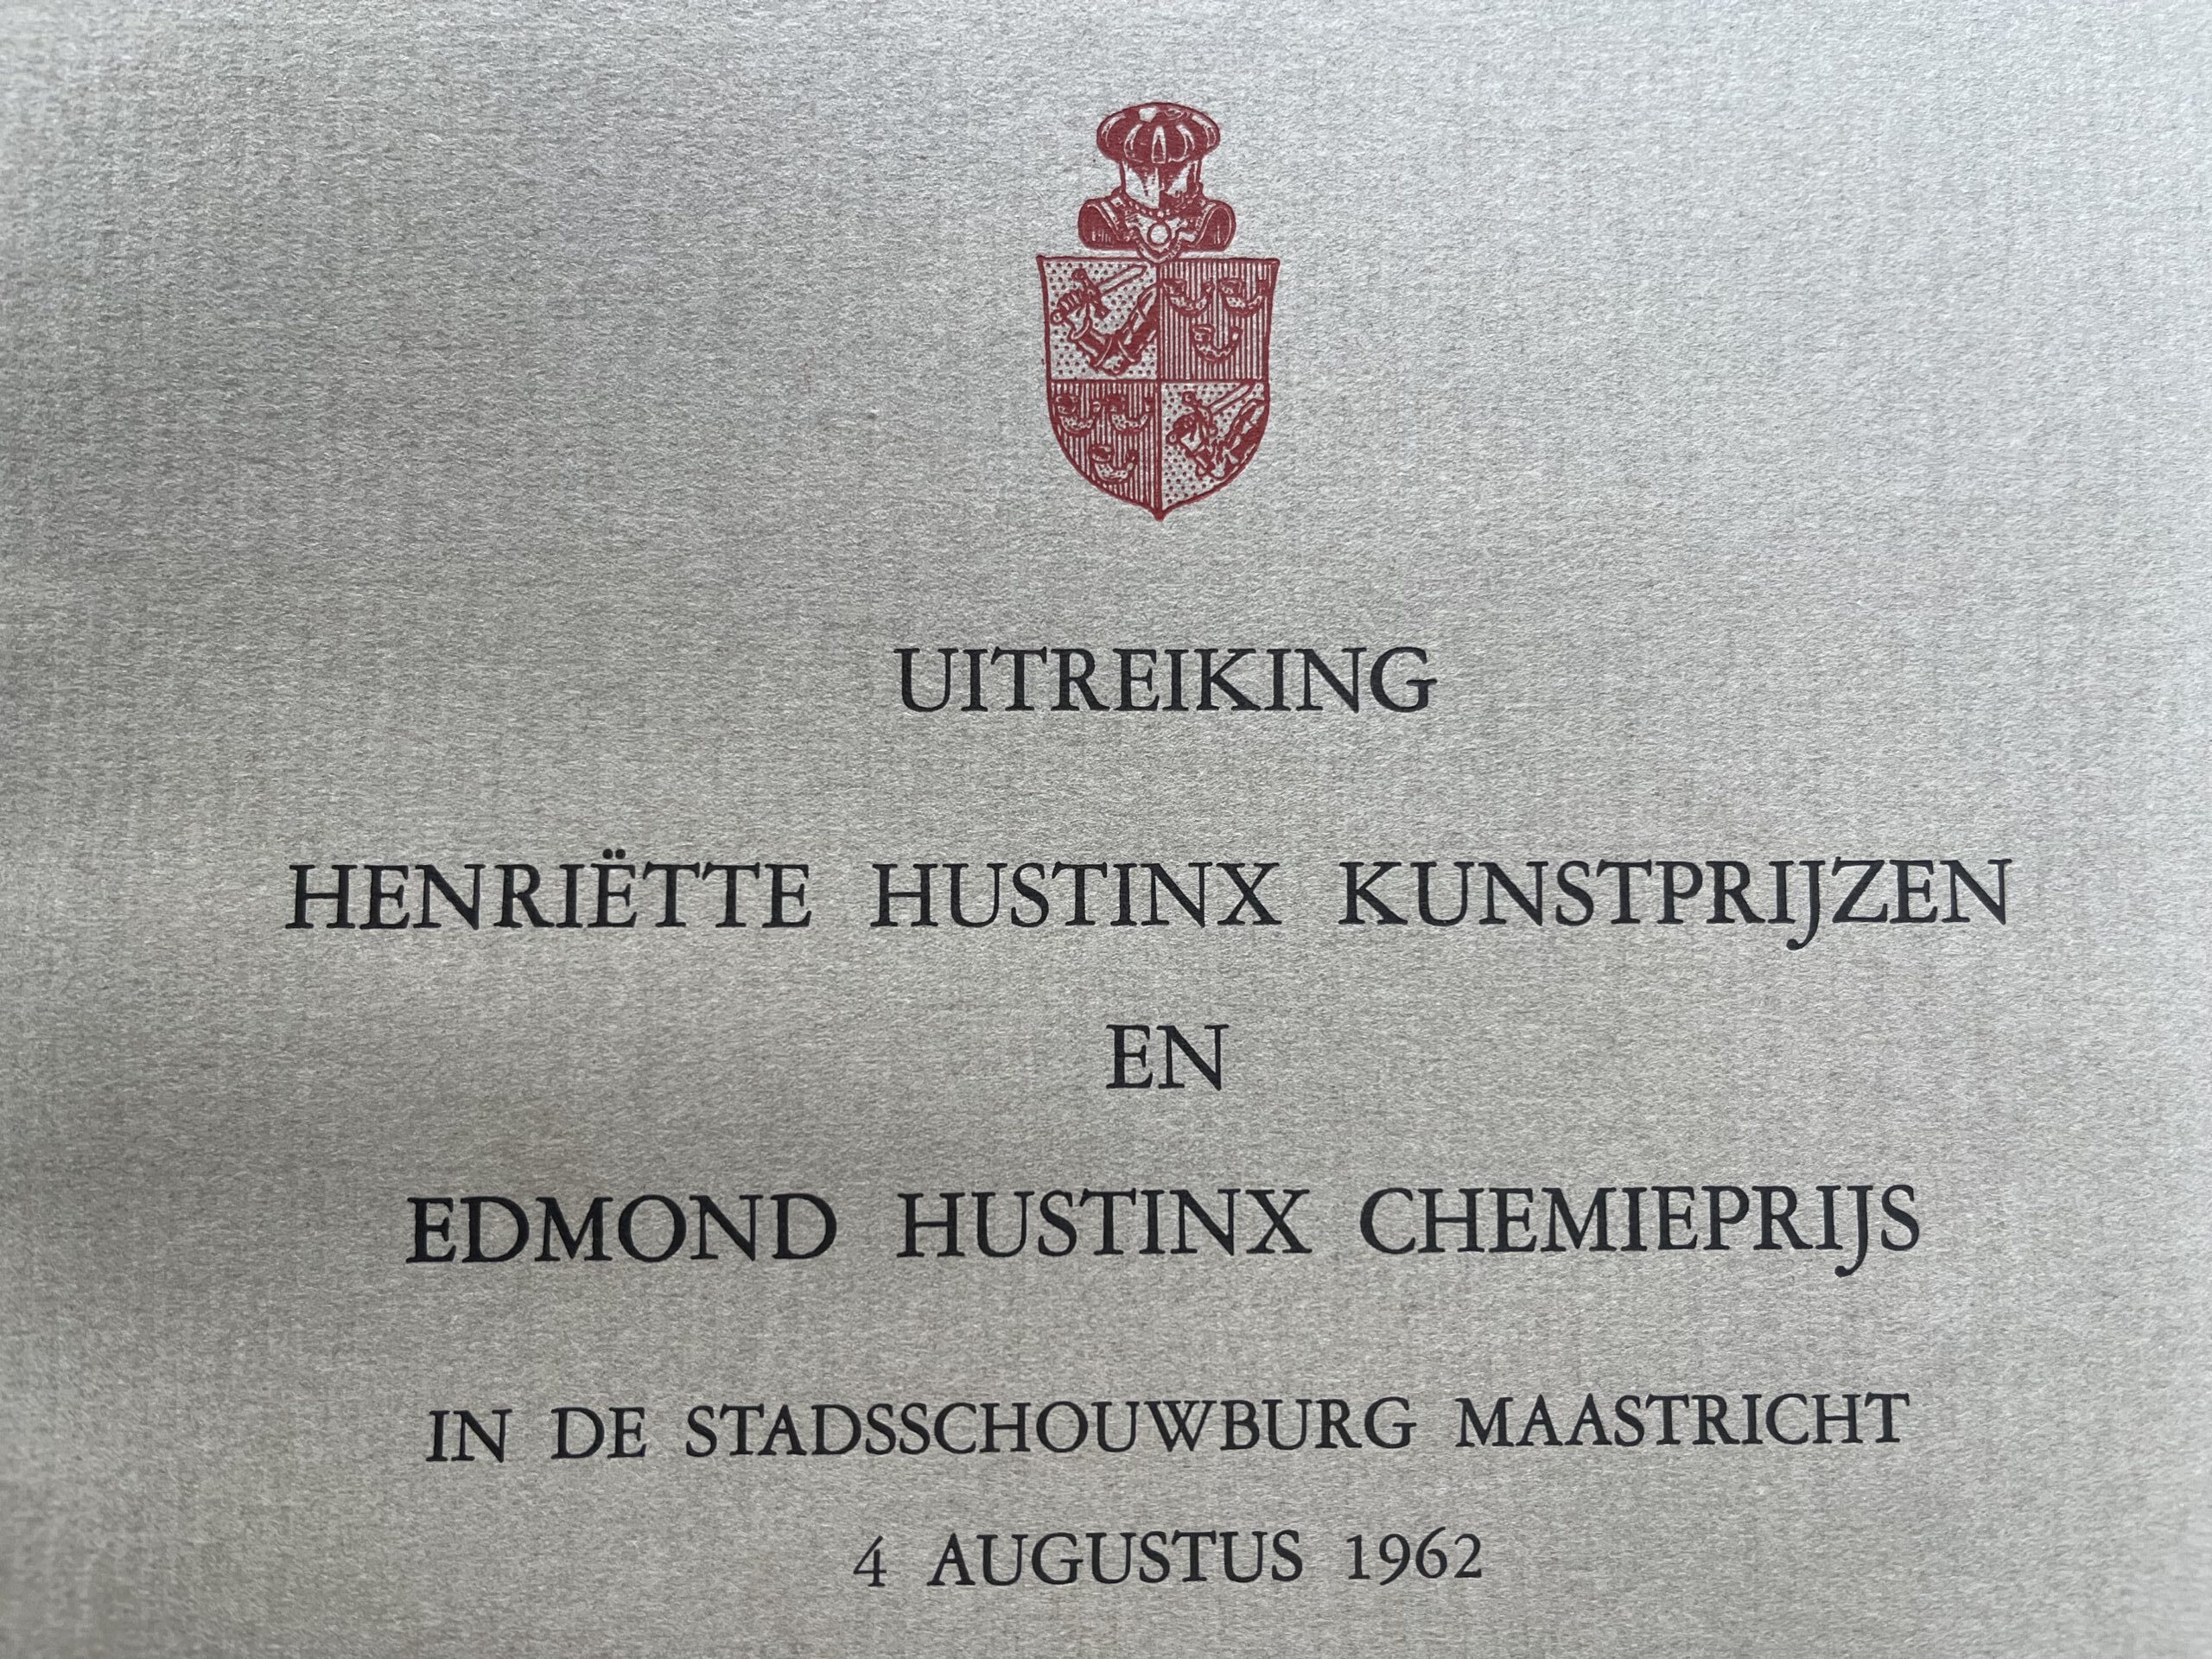 UITREIKING
HENRIËTTE HUSTINX KUNSTPRIJZEN
EN
EDMOND HUSTINX CHEMIEPRIJS
IN DE STADSSCHOUWBURG MAASTRICHT
4 AUGUSTUS 1962